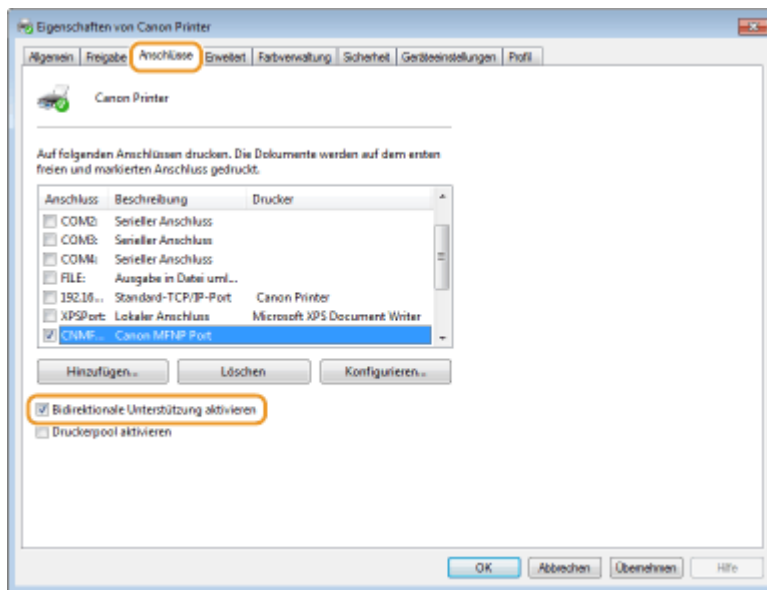 Eigenschaften von Canon Printer
Allgemein Freigabe Anschlüsse Erweitert Farbverwaltung Sicherheit Geräteeinstellungen Profil
Canon Printer
Auf folgenden Anschlüssen drucken. Die Dokumente werden auf dem ersten
freien und markierten Anschluss gedruckt.
Anschluss Beschreibung Drucker
COM2: Serieller Anschluss
COM3: Serieller Anschluss
COM4: Serieller Anschluss
FILE: Ausgabe in Datei uml...
192.16... Standard-TCP/IP-Port Canon Printer
XPSPort: Lokaler Anschluss Microsoft XPS Document Writer
CNMF... Canon MFNP Port
Hinzufügen... Löschen Konfigurieren...
Bidirektionale Unterstützung aktivieren
Druckerpool aktivieren
OK Abbrechen Übernehmen Hilfe